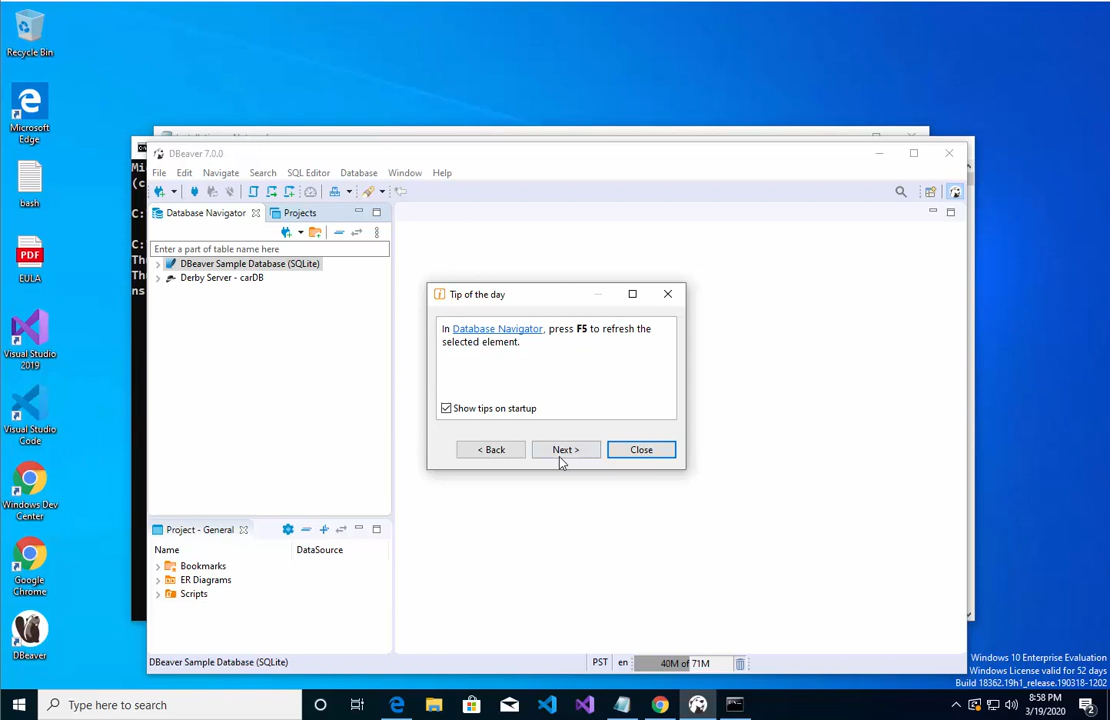 Recycle Bin
Microsoft
Edge
bash
EULA
Visual Studio
2019
Visual Studio
Code
Windows Dev
Center
Google
Chrome
DBeaver
DBeaver 7.0.0
File Edit Navigate Search SQL Editor Database Window Help
Database Navigator Projects
Enter a part of table name here
DBeaver Sample Database (SQLite)
Derby Server - carDB
Mi
(c
C:
C:
Th
Th
ns
Tip of the day
In Database Navigator, press F5 to refresh the
selected element.
Show tips on startup
< Back Next > Close
Project - General
Name DataSource
Bookmarks
ER Diagrams
Scripts
DBeaver Sample Database (SQLite) PST en 40M of 71M
Windows 10 Enterprise Evaluation
Windows License valid for 52 days
Build 18362.19h1_release.190318-1202
Type here to search
8:58 PM
3/19/2020
2